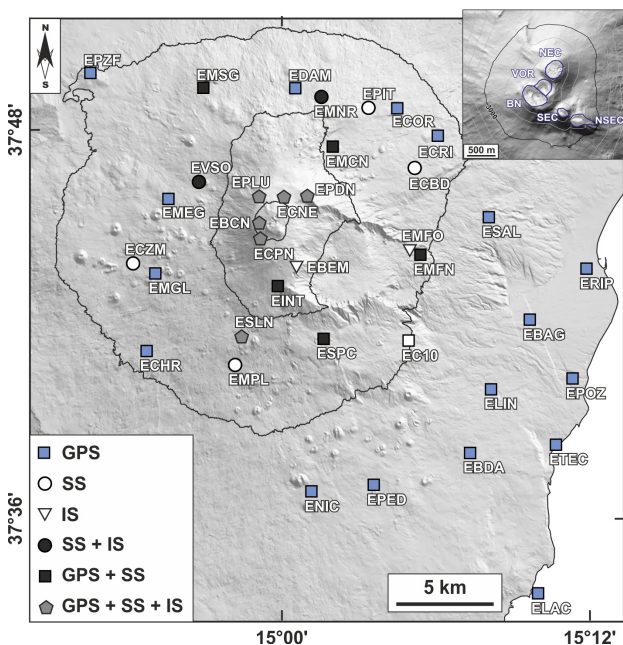 N
S
EPZF
EMSG
EDAM
EPIT
EMNR
ECOR
ECRI
EMCN
ECBD
EVSO
EPLU
EPDN
EMEG
ECNE
EBCN
ESAL
EMFO
ECZM
ECPN
EBEM
EMFN
ERIP
EMGL
EINT
EBAG
ESLN
ECHR
ESPC
EC10
EMPL
EPOZ
ELIN
ETEC
EBDA
ENIC
EPED
ELAC
NEC
VOR
BN
SEC
NSEC
3000
500 m
GPS
SS
IS
SS + IS
GPS + SS
GPS + SS + IS
5 km
37°48'
37°36'
15°00'
15°12'